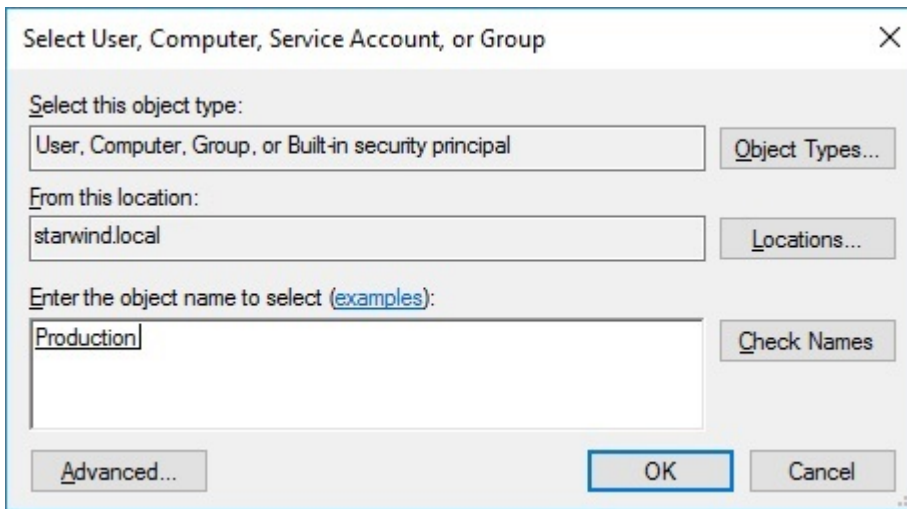 Select User, Computer, Service Account, or Group
Select this object type:
User, Computer, Group, or Built-in security principal
Object Types...
From this location:
starwind.local
Locations...
Enter the object name to select (examples):
Production
Check Names
Advanced...
OK
Cancel